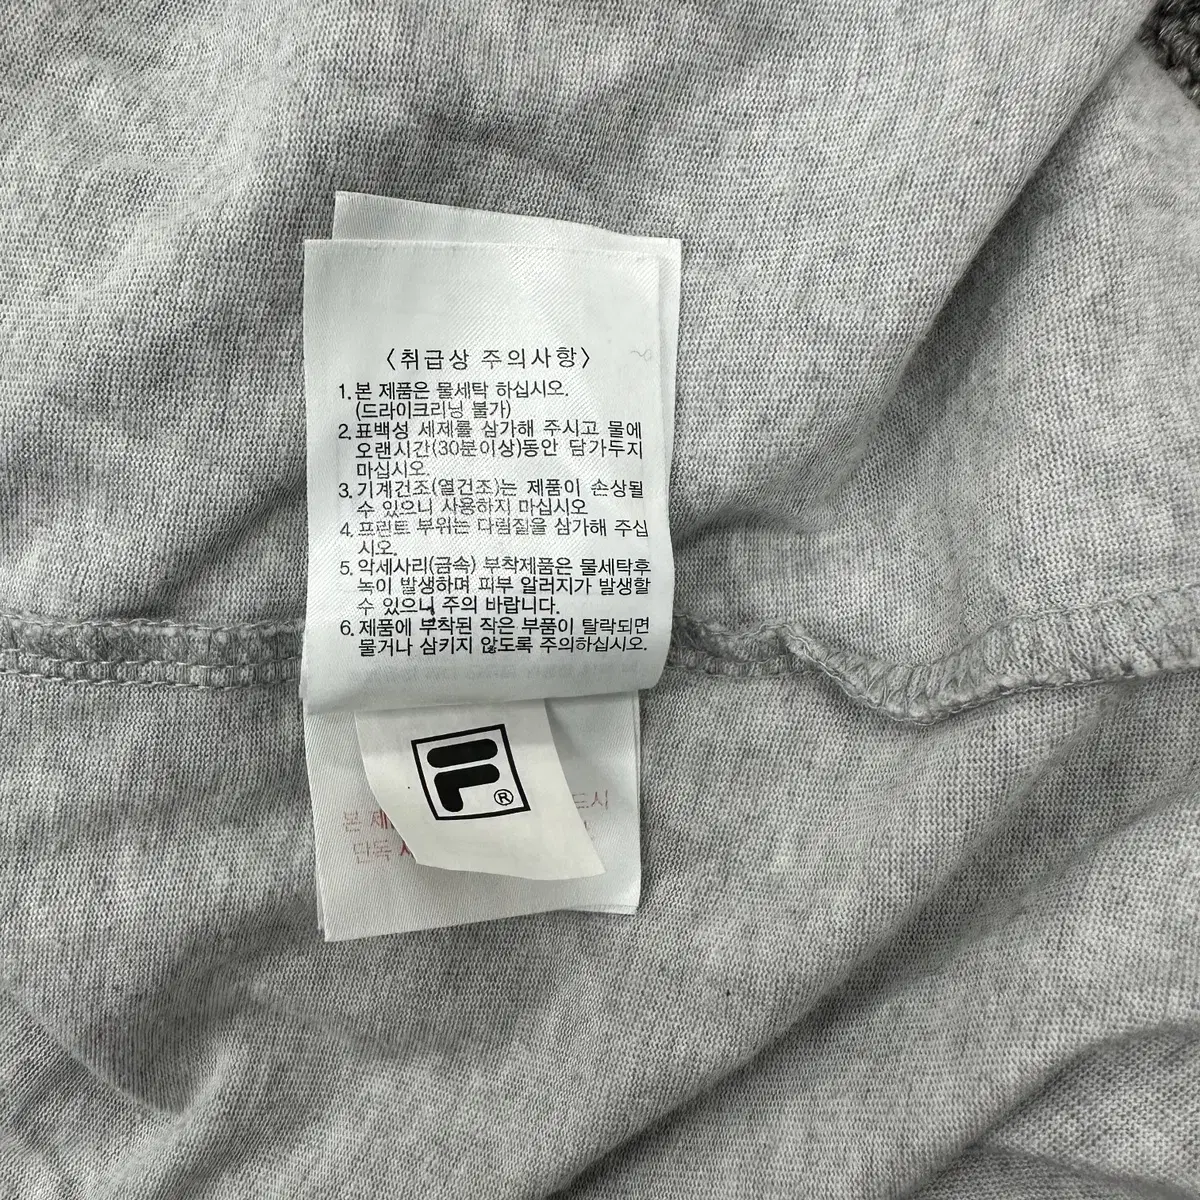 〈취급상 주의사항〉
1. 본 제품은 물세탁 하십시오.
(드라이크리닝 불가)
2. 표백성 세제를 삼가해 주시고 물에
오랜시간(30분이상)동안 담가두지
마십시오.
3. 기계건조(열건조)는 제품이 손상될
수 있으니 사용하지 마십시오
4. 프린트 부위는 다림질을 삼가해 주십
시오.
5. 악세사리(금속) 부착제품은 물세탁후
녹이 발생하며 피부 알러지가 발생할
수 있으니 주의 바랍니다.
6. 제품에 부착된 작은 부품이 탈락되면
물거나 삼키지 않도록 주의하십시오.
F®
본 드시
단독